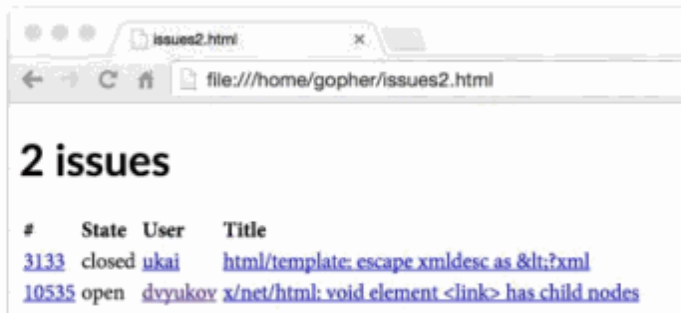 issues2.html
file:///home/gopher/issues2.html
2 issues
# State User Title
3133 closed ukai html/template: escape xmldesc as &lt;?xml
10535 open dvyukov x/net/html: void element <link> has child nodes